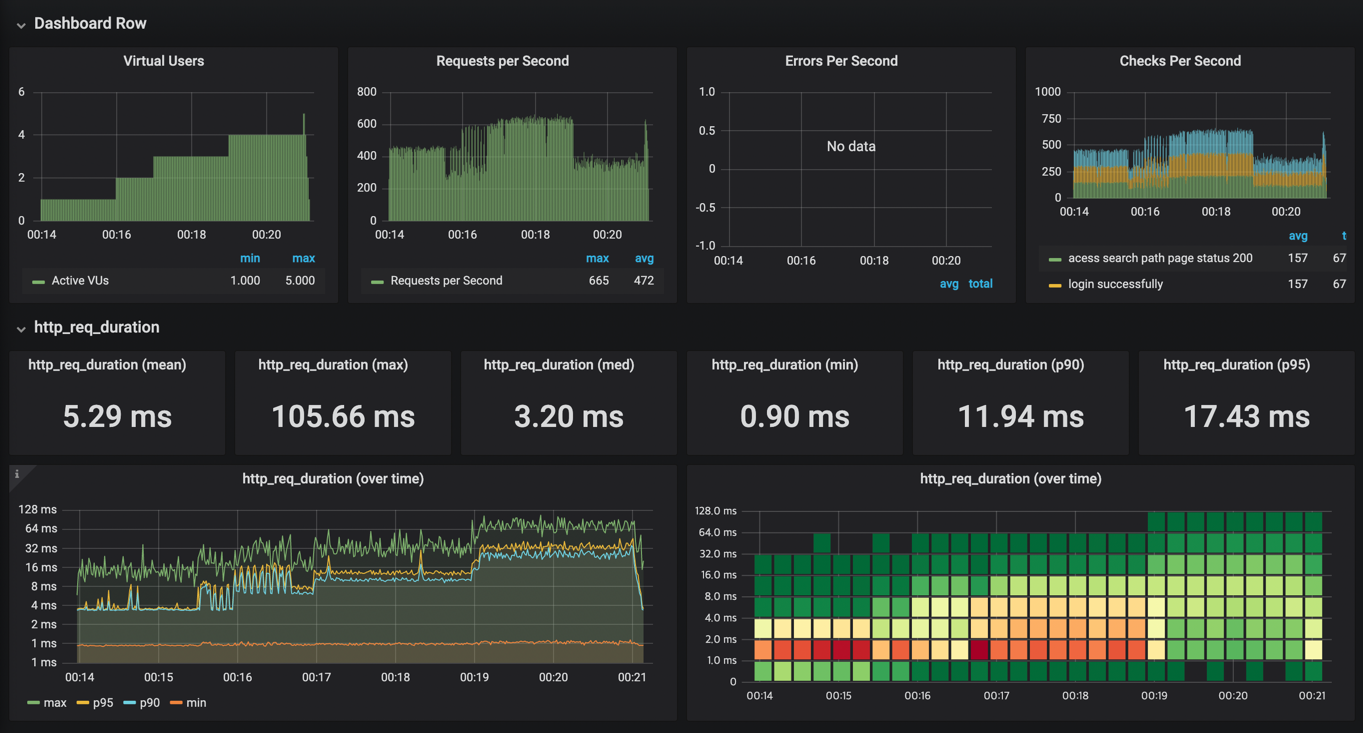 Dashboard Row
Virtual Users
6
4
2
0
00:14 00:16 00:18 00:20
min max
Active VUs 1.000 5.000
Requests per Second
800
600
400
200
0
00:14 00:16 00:18 00:20
max avg
Requests per Second 665 472
Errors Per Second
1.0
0.5
0
-0.5
-1.0
No data
00:14 00:16 00:18 00:20
avg total
Checks Per Second
1000
750
500
250
0
00:14 00:16 00:18 00:20
avg t
acess search path page status 200 157 67
login successfully 157 67
http_req_duration
http_req_duration (mean)
5.29 ms
http_req_duration (max)
105.66 ms
http_req_duration (med)
3.20 ms
http_req_duration (min)
0.90 ms
http_req_duration (p90)
11.94 ms
http_req_duration (p95)
17.43 ms
i
http_req_duration (over time)
128 ms
64 ms
32 ms
16 ms
8 ms
4 ms
2 ms
1 ms
1 ms
00:14 00:15 00:16 00:17 00:18 00:19 00:20 00:21
max p95 p90 min
http_req_duration (over time)
128.0 ms
64.0 ms
32.0 ms
16.0 ms
8.0 ms
4.0 ms
2.0 ms
1.0 ms
0
00:14 00:15 00:16 00:17 00:18 00:19 00:20 00:21